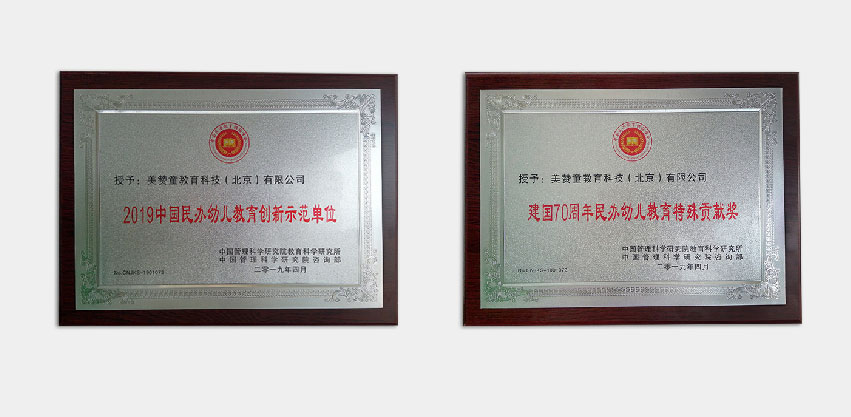 授予：美赞童教育科技（北京）有限公司
2019中国民办幼儿教育创新示范单位
中国管理科学研究院教育科学研究所
中国管理科学研究院咨询部
二零一九年四月
授予：美赞童教育科技（北京）有限公司
建国70周年民办幼儿教育特殊贡献奖
中国管理科学研究院教育科学研究所
中国管理科学研究院咨询部
二零一九年四月